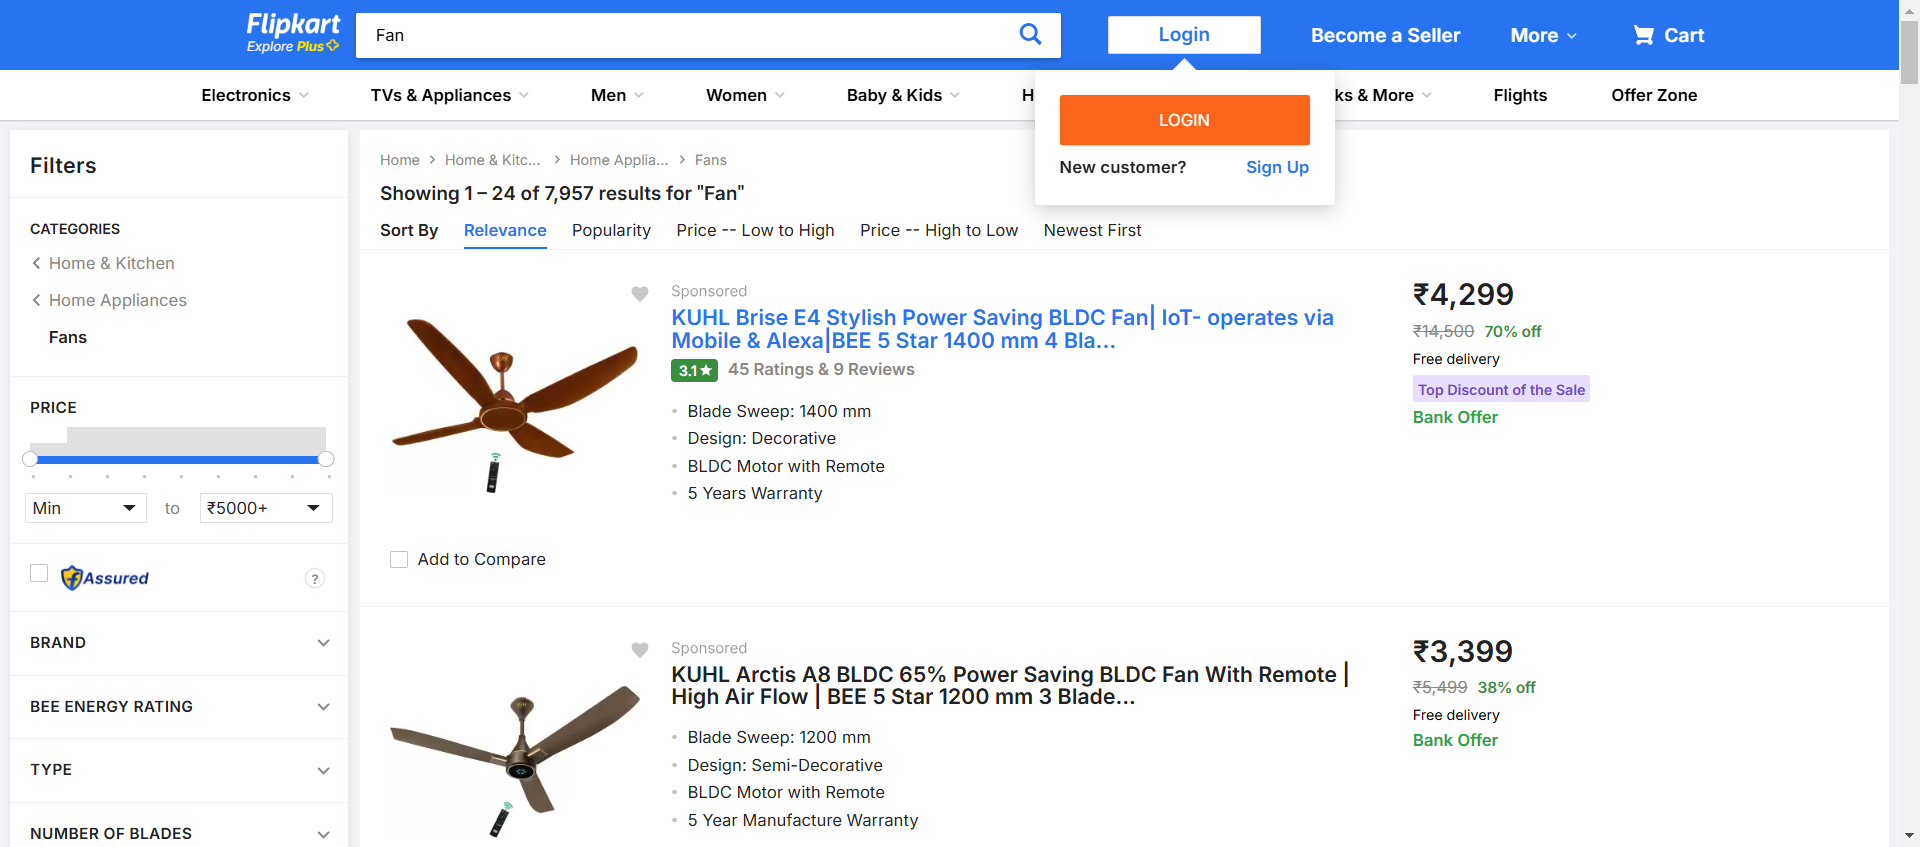 Flipkart
Explore Plus
Fan
Login
Become a Seller
More
Cart
Electronics
TVs & Appliances
Men
Women
Baby & Kids
H
ks & More
Flights
Offer Zone
LOGIN
New customer? Sign Up
Filters
CATEGORIES
Home & Kitchen
Home Appliances
Fans
PRICE
Min to ₹5000+
Assured
?
BRAND
BEE ENERGY RATING
TYPE
NUMBER OF BLADES
Home Home & Kitc... Home Applia... Fans
Showing 1 – 24 of 7,957 results for "Fan"
Sort By Relevance Popularity Price -- Low to High Price -- High to Low Newest First
Sponsored
KUHL Brise E4 Stylish Power Saving BLDC Fan| IoT- operates via
Mobile & Alexa|BEE 5 Star 1400 mm 4 Bla...
3.1★ 45 Ratings & 9 Reviews
• Blade Sweep: 1400 mm
• Design: Decorative
• BLDC Motor with Remote
• 5 Years Warranty
₹4,299
₹14,500 70% off
Free delivery
Top Discount of the Sale
Bank Offer
Add to Compare
Sponsored
KUHL Arctis A8 BLDC 65% Power Saving BLDC Fan With Remote |
High Air Flow | BEE 5 Star 1200 mm 3 Blade...
• Blade Sweep: 1200 mm
• Design: Semi-Decorative
• BLDC Motor with Remote
• 5 Year Manufacture Warranty
₹3,399
₹5,499 38% off
Free delivery
Bank Offer